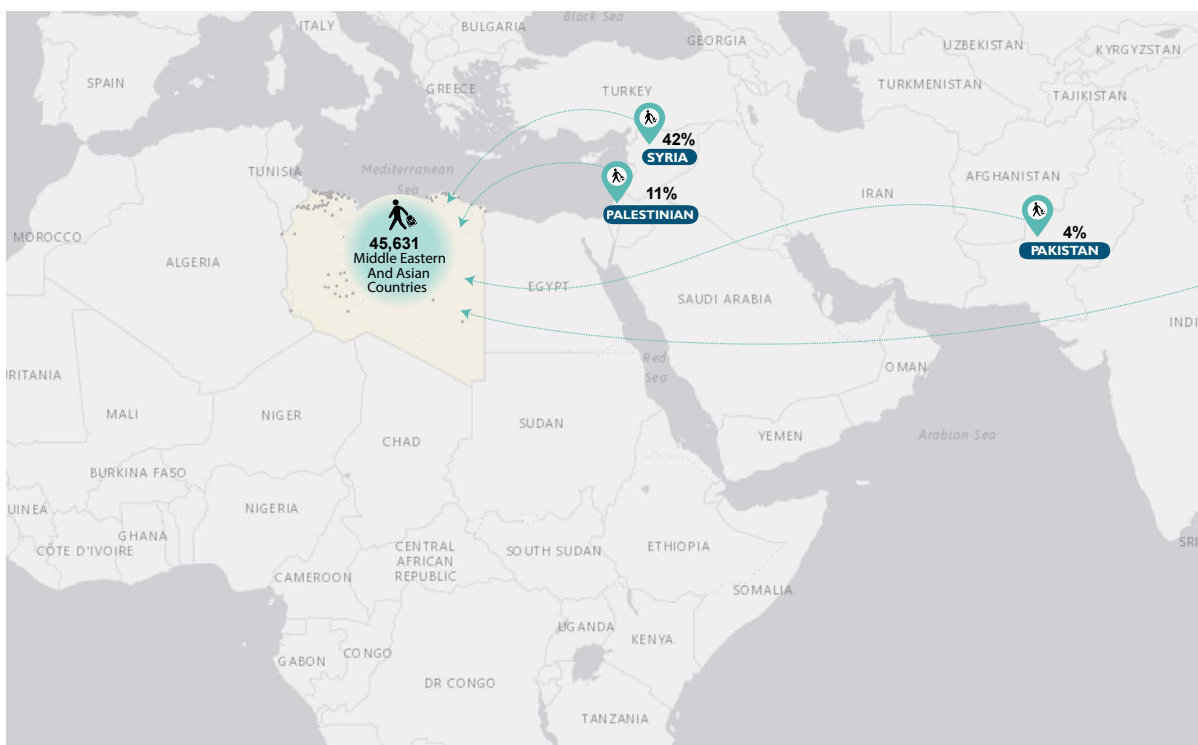 ITALY
Black Sea
BULGARIA
GEORGIA
UZBEKISTAN
KYRGYZSTAN
SPAIN
GREECE
TURKEY
TURKMENISTAN
TAJIKISTAN
42%
SYRIA
TUNISIA
Mediterranean
Sea
AFGHANISTAN
IRAN
11%
PALESTINIAN
4%
PAKISTAN
MOROCCO
ALGERIA
45,631
Middle Eastern
And Asian
Countries
EGYPT
SAUDI ARABIA
INDI
Red
Sea
OMAN
URITANIA
MALI
NIGER
CHAD
SUDAN
YEMEN
Arabian Sea
BURKINA FASO
NIGERIA
UINEA
GHANA
CÔTE D'IVOIRE
CENTRAL
AFRICAN
REPUBLIC
SOUTH SUDAN
ETHIOPIA
SRI
CAMEROON
SOMALIA
UGANDA
KENYA
GABON
CONGO
DR CONGO
TANZANIA